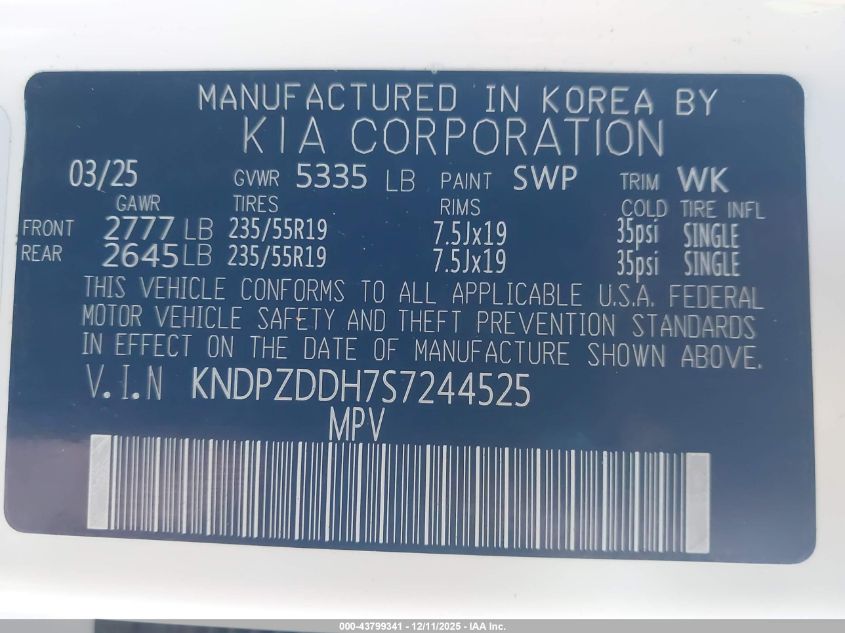 MANUFACTURED IN KOREA BY
KIA CORPORATION
03/25 GVWR 5335 LB PAINT SWP TRIM WK
GAWR TIRES RIMS COLD TIRE INFL
FRONT 2777 LB 235/55R19 7.5Jx19 35psi SINGLE
REAR 2645 LB 235/55R19 7.5Jx19 35psi SINGLE
THIS VEHICLE CONFORMS TO ALL APPLICABLE U.S.A. FEDERAL
MOTOR VEHICLE SAFETY AND THEFT PREVENTION STANDARDS
IN EFFECT ON THE DATE OF MANUFACTURE SHOWN ABOVE.
V.I.N KNDPZDDH7S7244525
MPV
000-43799341 - 12/11/2025 - IAA Inc.